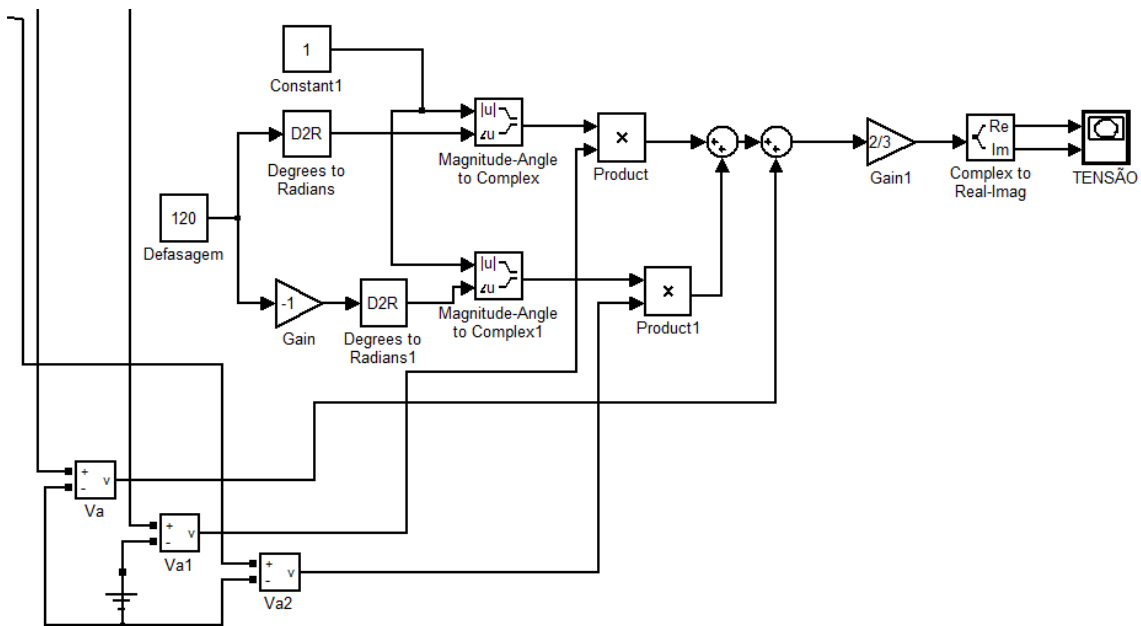 1
Constant1
D2R
Degrees to
Radians
120
Defasagem
-1
Gain
D2R
Degrees to
Radians1
|u|
∠u
Magnitude-Angle
to Complex
|u|
∠u
Magnitude-Angle
to Complex1
×
Product
×
Product1
+
+
+
+
2/3
Gain1
Re
Im
Complex to
Real-Imag
TENSÃO
+
-
v
Va
+
-
v
Va1
+
-
v
Va2